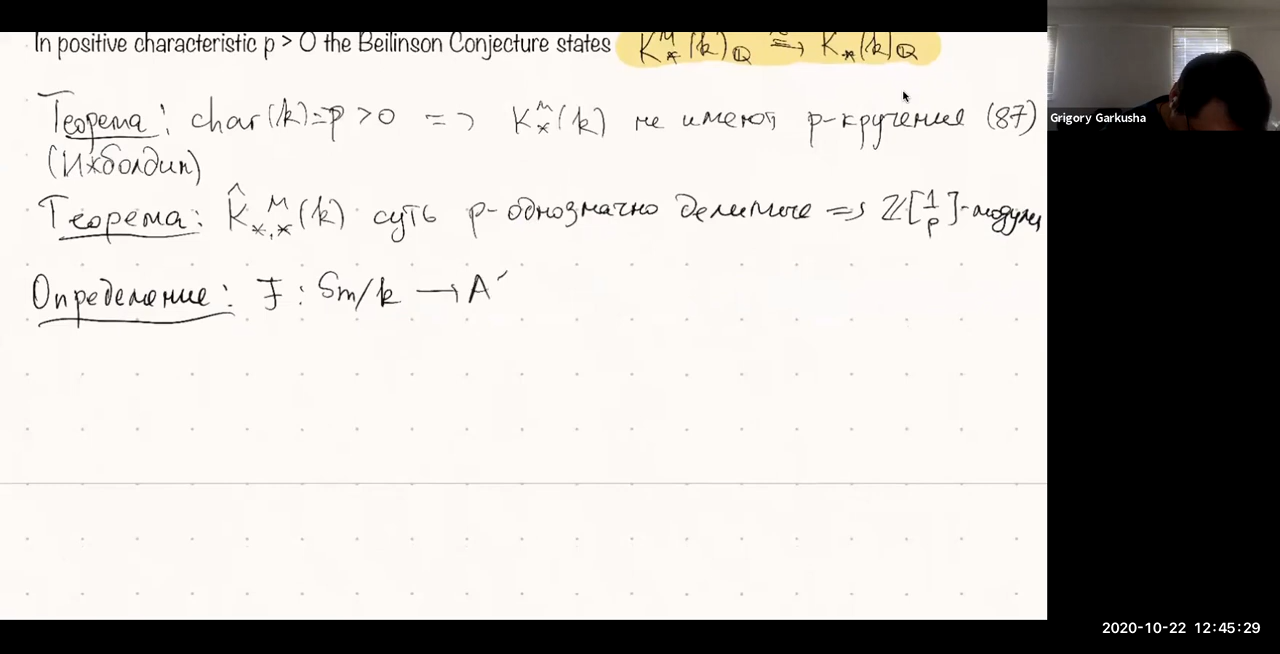 In positive characteristic p > 0 the Beilinson Conjecture states K^M_*(k)_ℚ ≅→ K_*(k)_ℚ
Теорема: char(k)=p>0 => K^M_*(k) не имеют p-кручения (87)
(Ижболдин)
Теорема: K̂^M_{*,*}(k) суть p-однозначно делимые => ℤ[1/p]-модули
Определение: F : Sm/k → A
Grigory Garkusha
2020-10-22 12:45:29